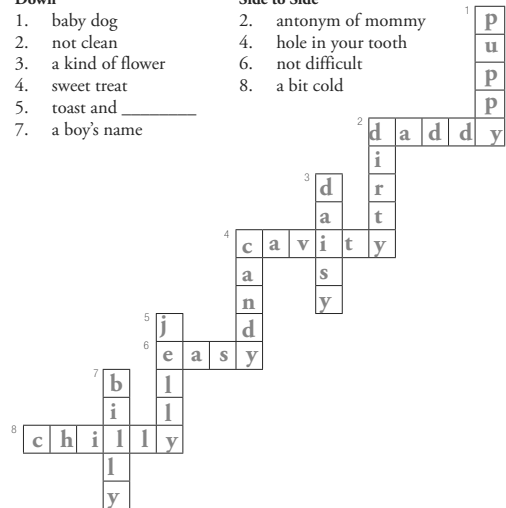 Down
1. baby dog
2. not clean
3. a kind of flower
4. sweet treat
5. toast and ________
7. a boy's name
Side to Side
2. antonym of mommy
4. hole in your tooth
6. not difficult
8. a bit cold
1
p
u
p
p
2
d a d d y
i
3
d r
a t
4
c a v i t y
a s
n y
5
j d
6
e a s y
7
b l
i l
8
c h i l l y
l
y